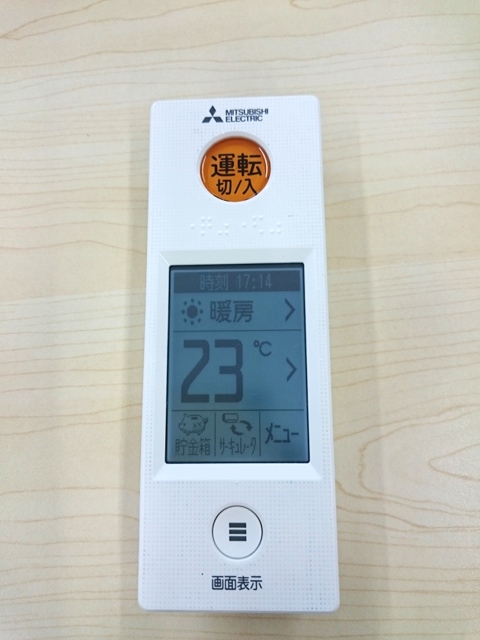 MITSUBISHI
ELECTRIC
運転
切/入
時刻 17:14
暖房
23℃
貯金箱 サーキュレータ メニュー
画面表示